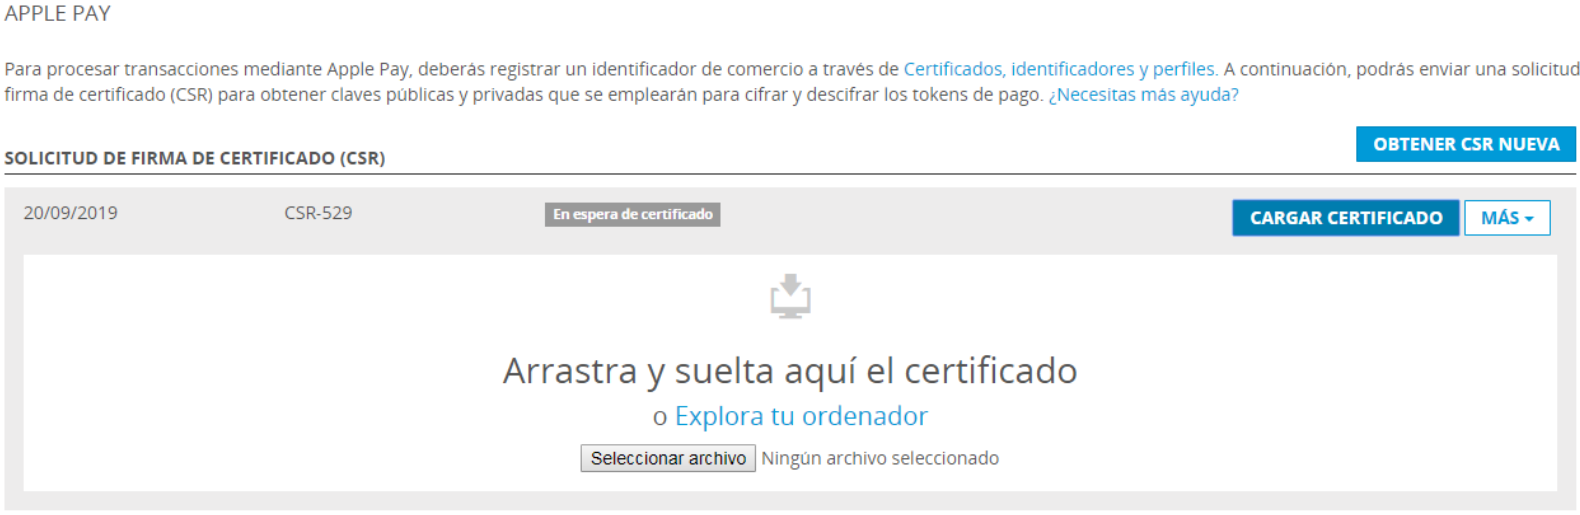 APPLE PAY
Para procesar transacciones mediante Apple Pay, deberás registrar un identificador de comercio a través de Certificados, identificadores y perfiles. A continuación, podrás enviar una solicitud
firma de certificado (CSR) para obtener claves públicas y privadas que se emplearán para cifrar y descifrar los tokens de pago. ¿Necesitas más ayuda?
OBTENER CSR NUEVA
SOLICITUD DE FIRMA DE CERTIFICADO (CSR)
20/09/2019 CSR-529 En espera de certificado CARGAR CERTIFICADO MÁS
Arrastra y suelta aquí el certificado
o Explora tu ordenador
Seleccionar archivo Ningún archivo seleccionado